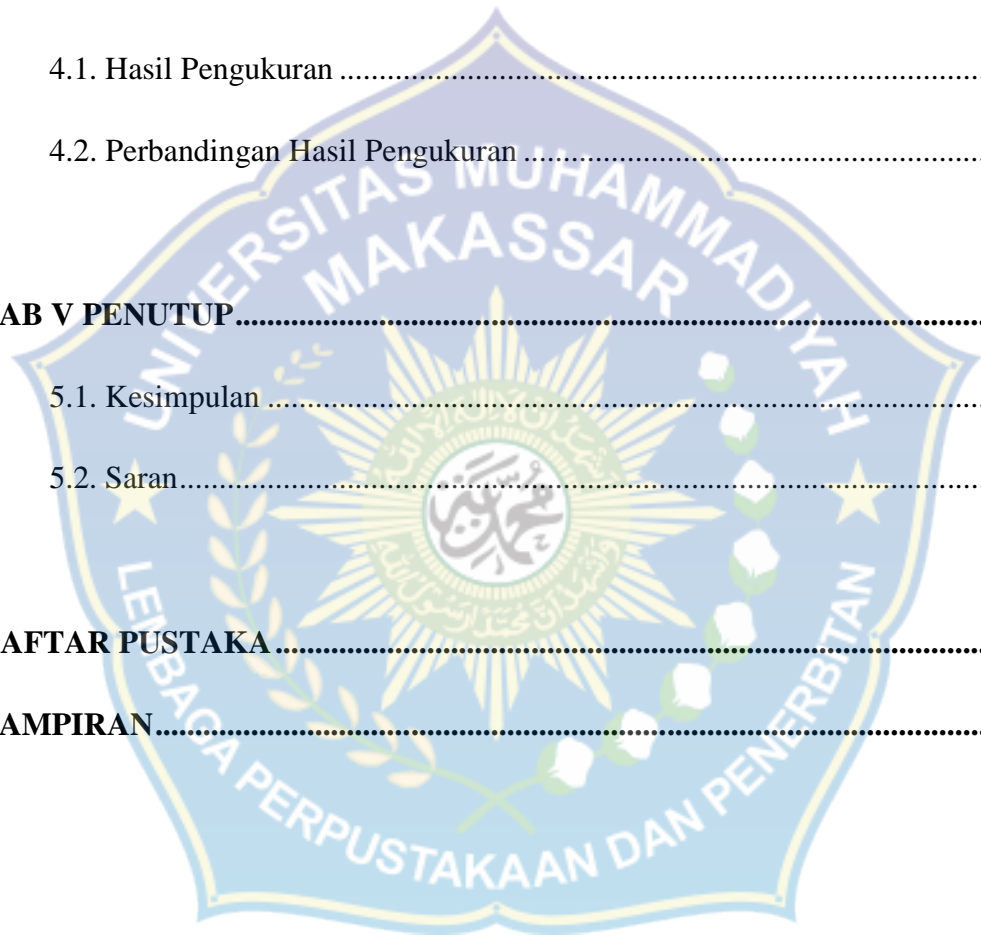 4.1. Hasil Pengukuran ........................................................................
4.2. Perbandingan Hasil Pengukuran ................................................
UNIVERSITAS MUHAMMADIYAH
MAKASSAR
AB V PENUTUP................................................................................
5.1. Kesimpulan ................................................................................
5.2. Saran.........................................................................................
محمد
AFTAR PUSTAKA ...........................................................................
AMPIRAN........................................................................................
LEMBAGA PERPUSTAKAAN DAN PENERBITAN